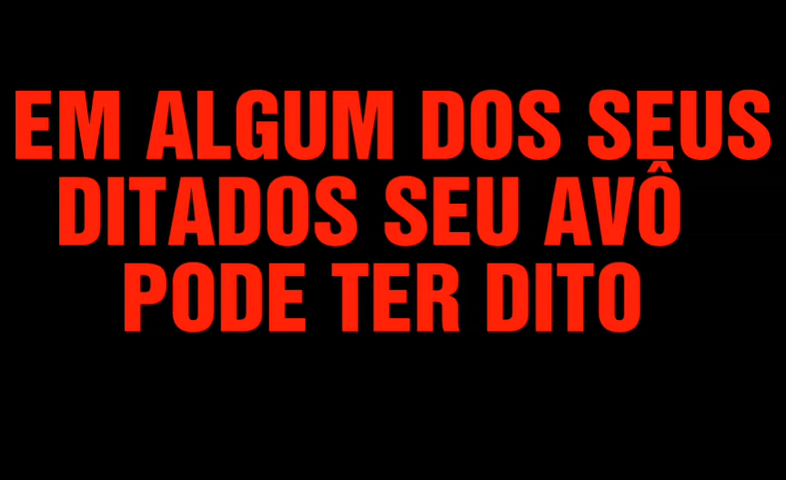 EM ALGUM DOS SEUS
DITADOS SEU AVÔ
PODE TER DITO